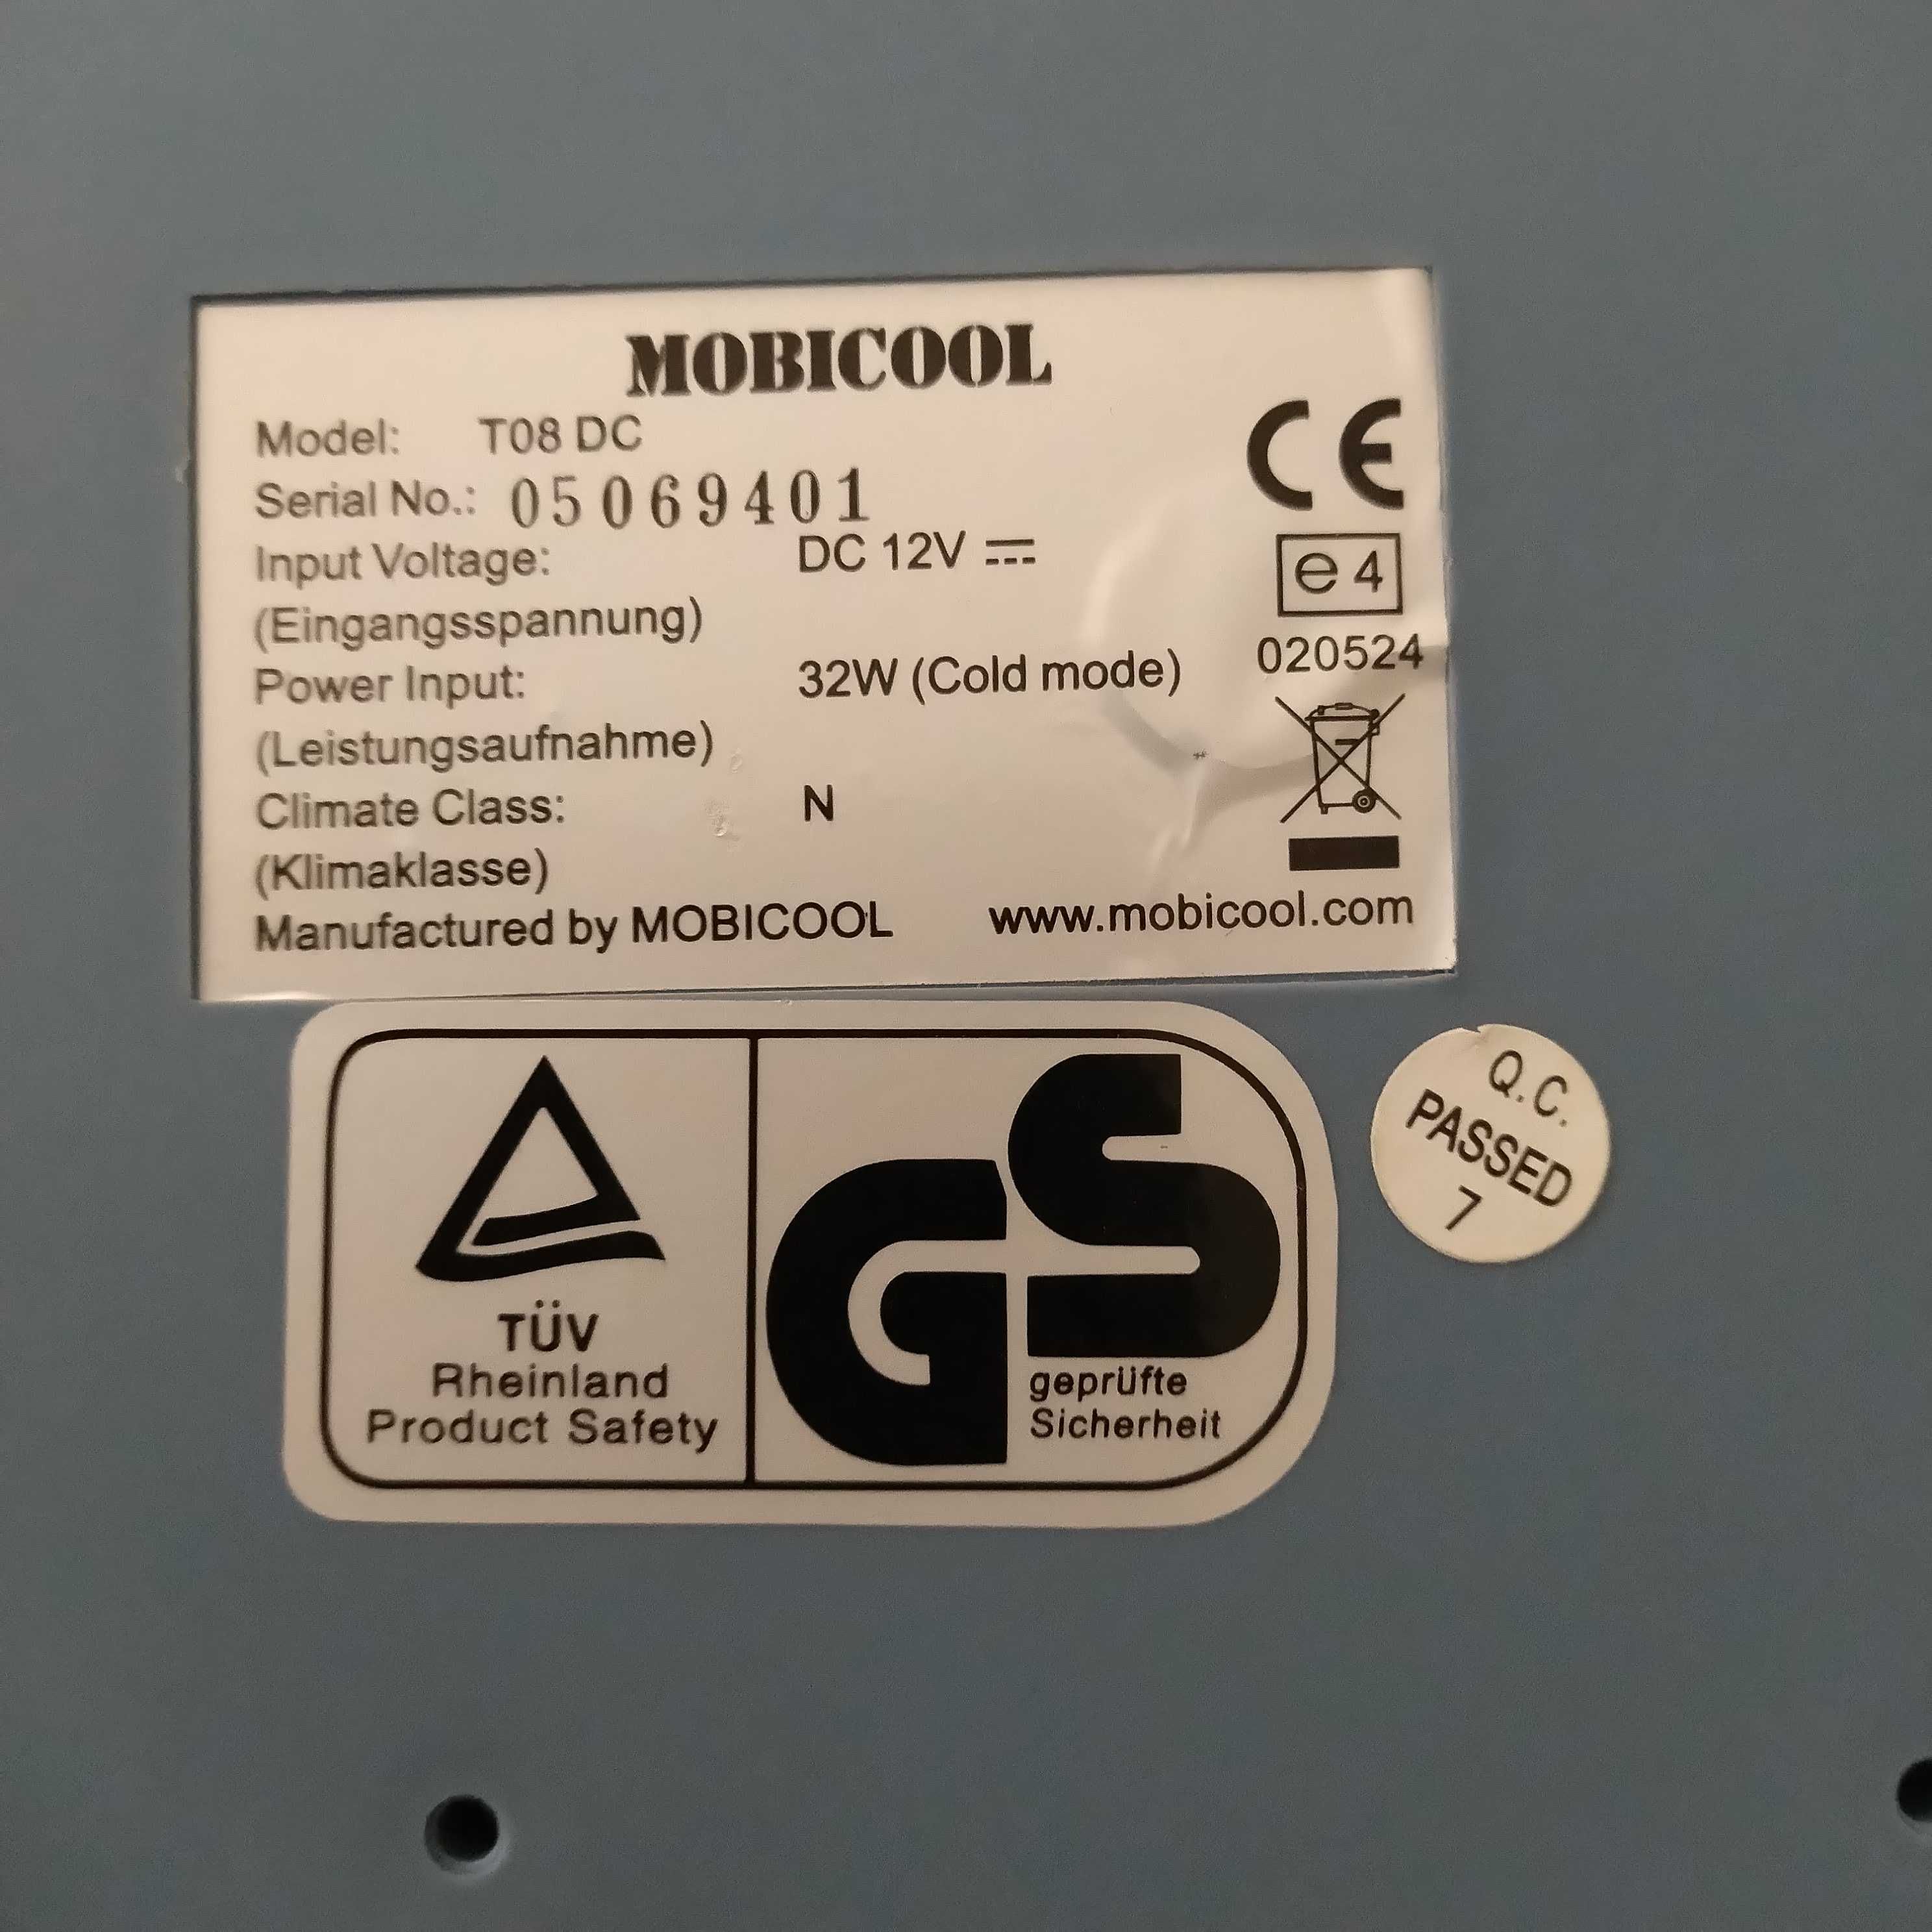 MOBICOOL
Model: T08 DC
Serial No.: 05069401
Input Voltage: DC 12V
(Eingangsspannung)
Power Input: 32W (Cold mode)
(Leistungsaufnahme)
Climate Class: N
(Klimaklasse)
Manufactured by MOBICOOL www.mobicool.com
CE
e4
020524
TÜV
Rheinland
Product Safety
GS
geprüfte
Sicherheit
Q.C.
PASSED
7